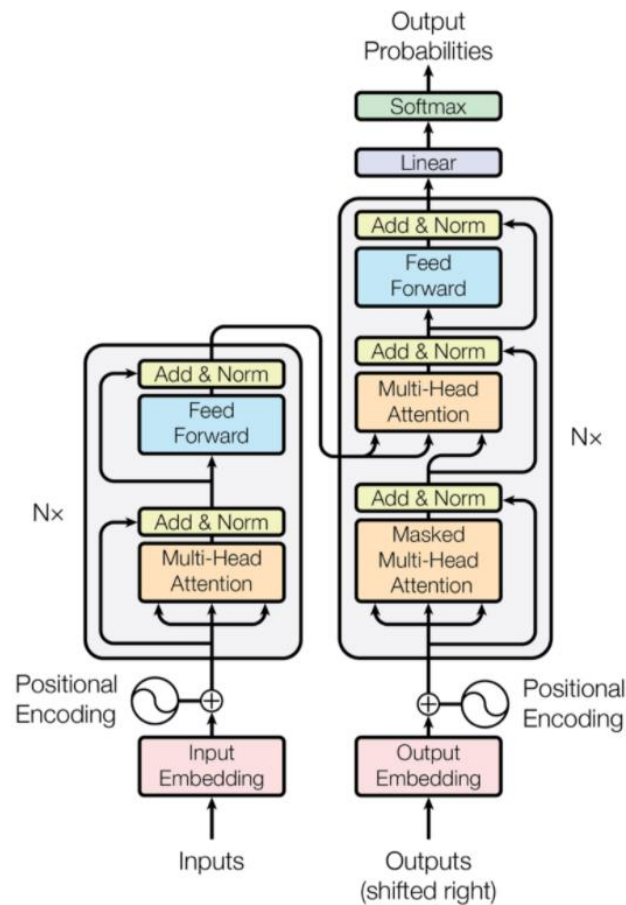 Output
Probabilities
Softmax
Linear
Add & Norm
Feed
Forward
Add & Norm
Multi-Head
Attention
Nx
Add & Norm
Masked
Multi-Head
Attention
Add & Norm
Feed
Forward
Nx
Add & Norm
Multi-Head
Attention
Positional
Encoding
Positional
Encoding
Input
Embedding
Output
Embedding
Inputs
Outputs
(shifted right)